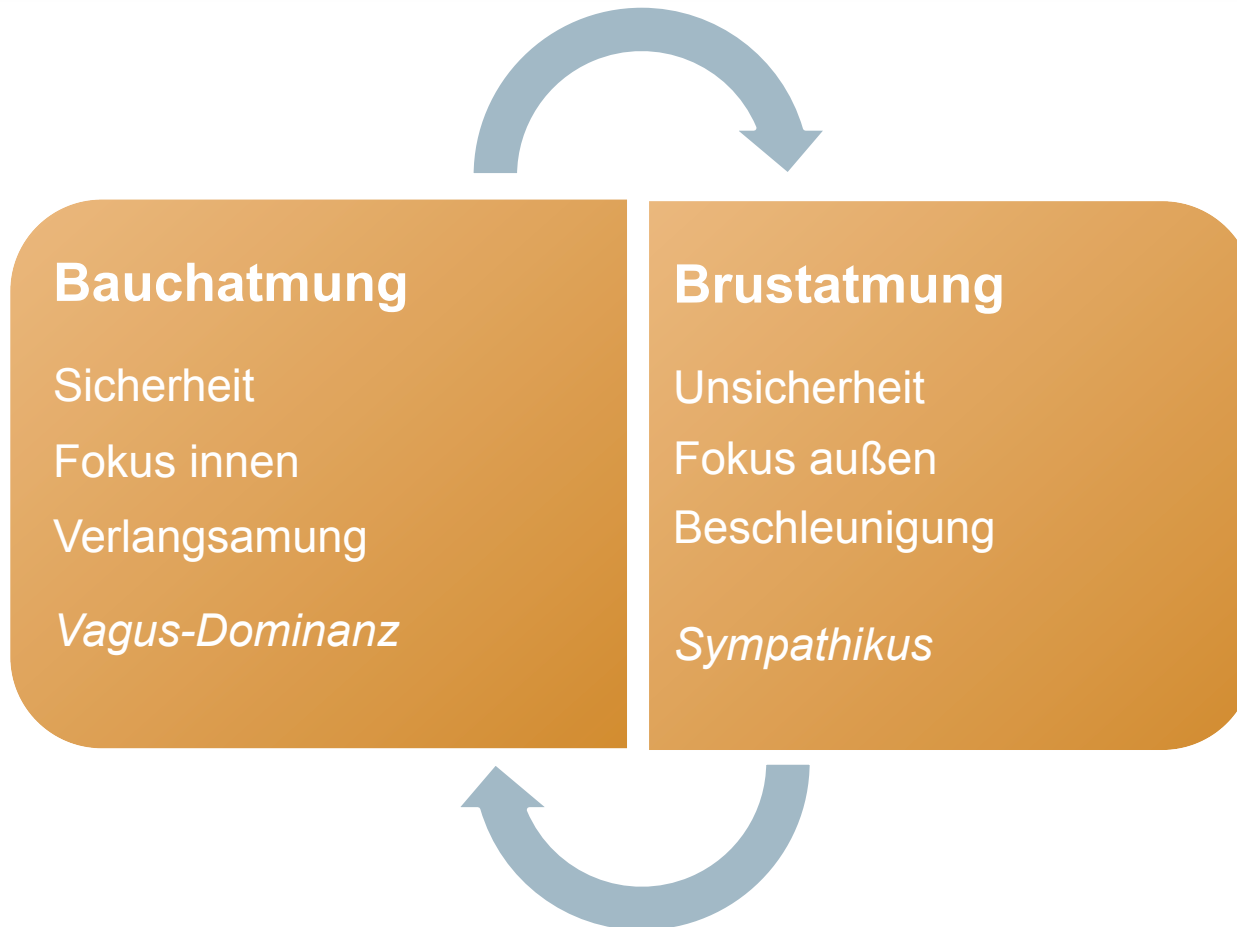 Bauchatmung
Sicherheit
Fokus innen
Verlangsamung
Vagus-Dominanz
Brustatmung
Unsicherheit
Fokus außen
Beschleunigung
Sympathikus